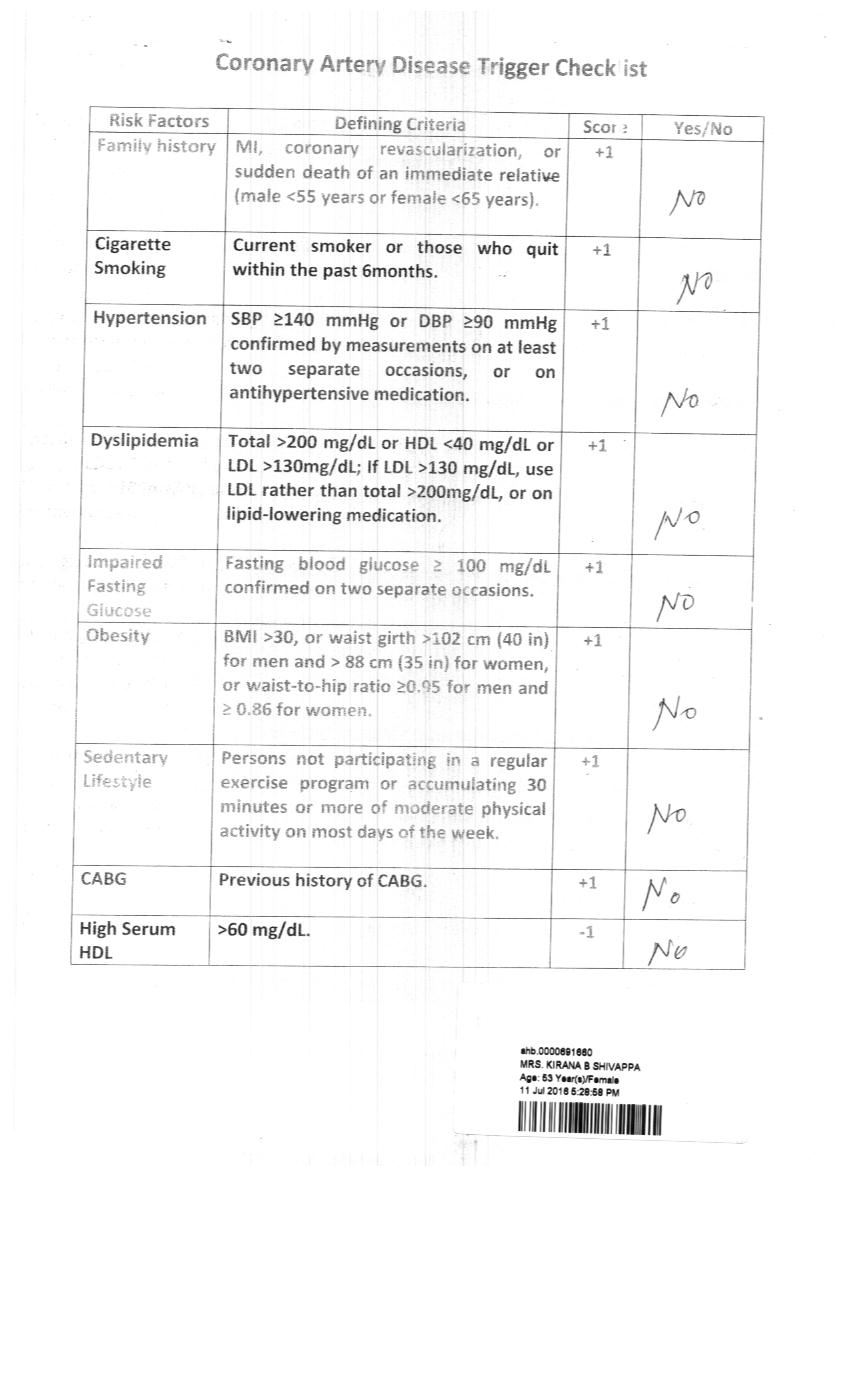 Coronary Artery Disease Trigger Check ist
Risk Factors Defining Criteria Score Yes/No
Family history MI, coronary revascularization, or +1
sudden death of an immediate relative
(male <55 years or female <65 years). No
Cigarette Current smoker or those who quit +1
Smoking within the past 6months. No
Hypertension SBP ≥140 mmHg or DBP ≥90 mmHg +1
confirmed by measurements on at least
two separate occasions, or on
antihypertensive medication. No
Dyslipidemia Total >200 mg/dL or HDL <40 mg/dL or +1
LDL >130mg/dL; If LDL >130 mg/dL, use
LDL rather than total >200mg/dL, or on
lipid-lowering medication. No
Impaired Fasting blood glucose ≥ 100 mg/dL +1
Fasting confirmed on two separate occasions. No
Glucose
Obesity BMI >30, or waist girth >102 cm (40 in) +1
for men and > 88 cm (35 in) for women,
or waist-to-hip ratio ≥0.95 for men and
≥ 0.86 for women. No
Sedentary Persons not participating in a regular +1
Lifestyle exercise program or accumulating 30
minutes or more of moderate physical No
activity on most days of the week.
CABG Previous history of CABG. +1 No
High Serum >60 mg/dL. -1 No
HDL
shb.0000691660
MRS. KIRANA B SHIVAPPA
Age: 53 Year(s)/Female
11 Jul 2016 5:28:58 PM